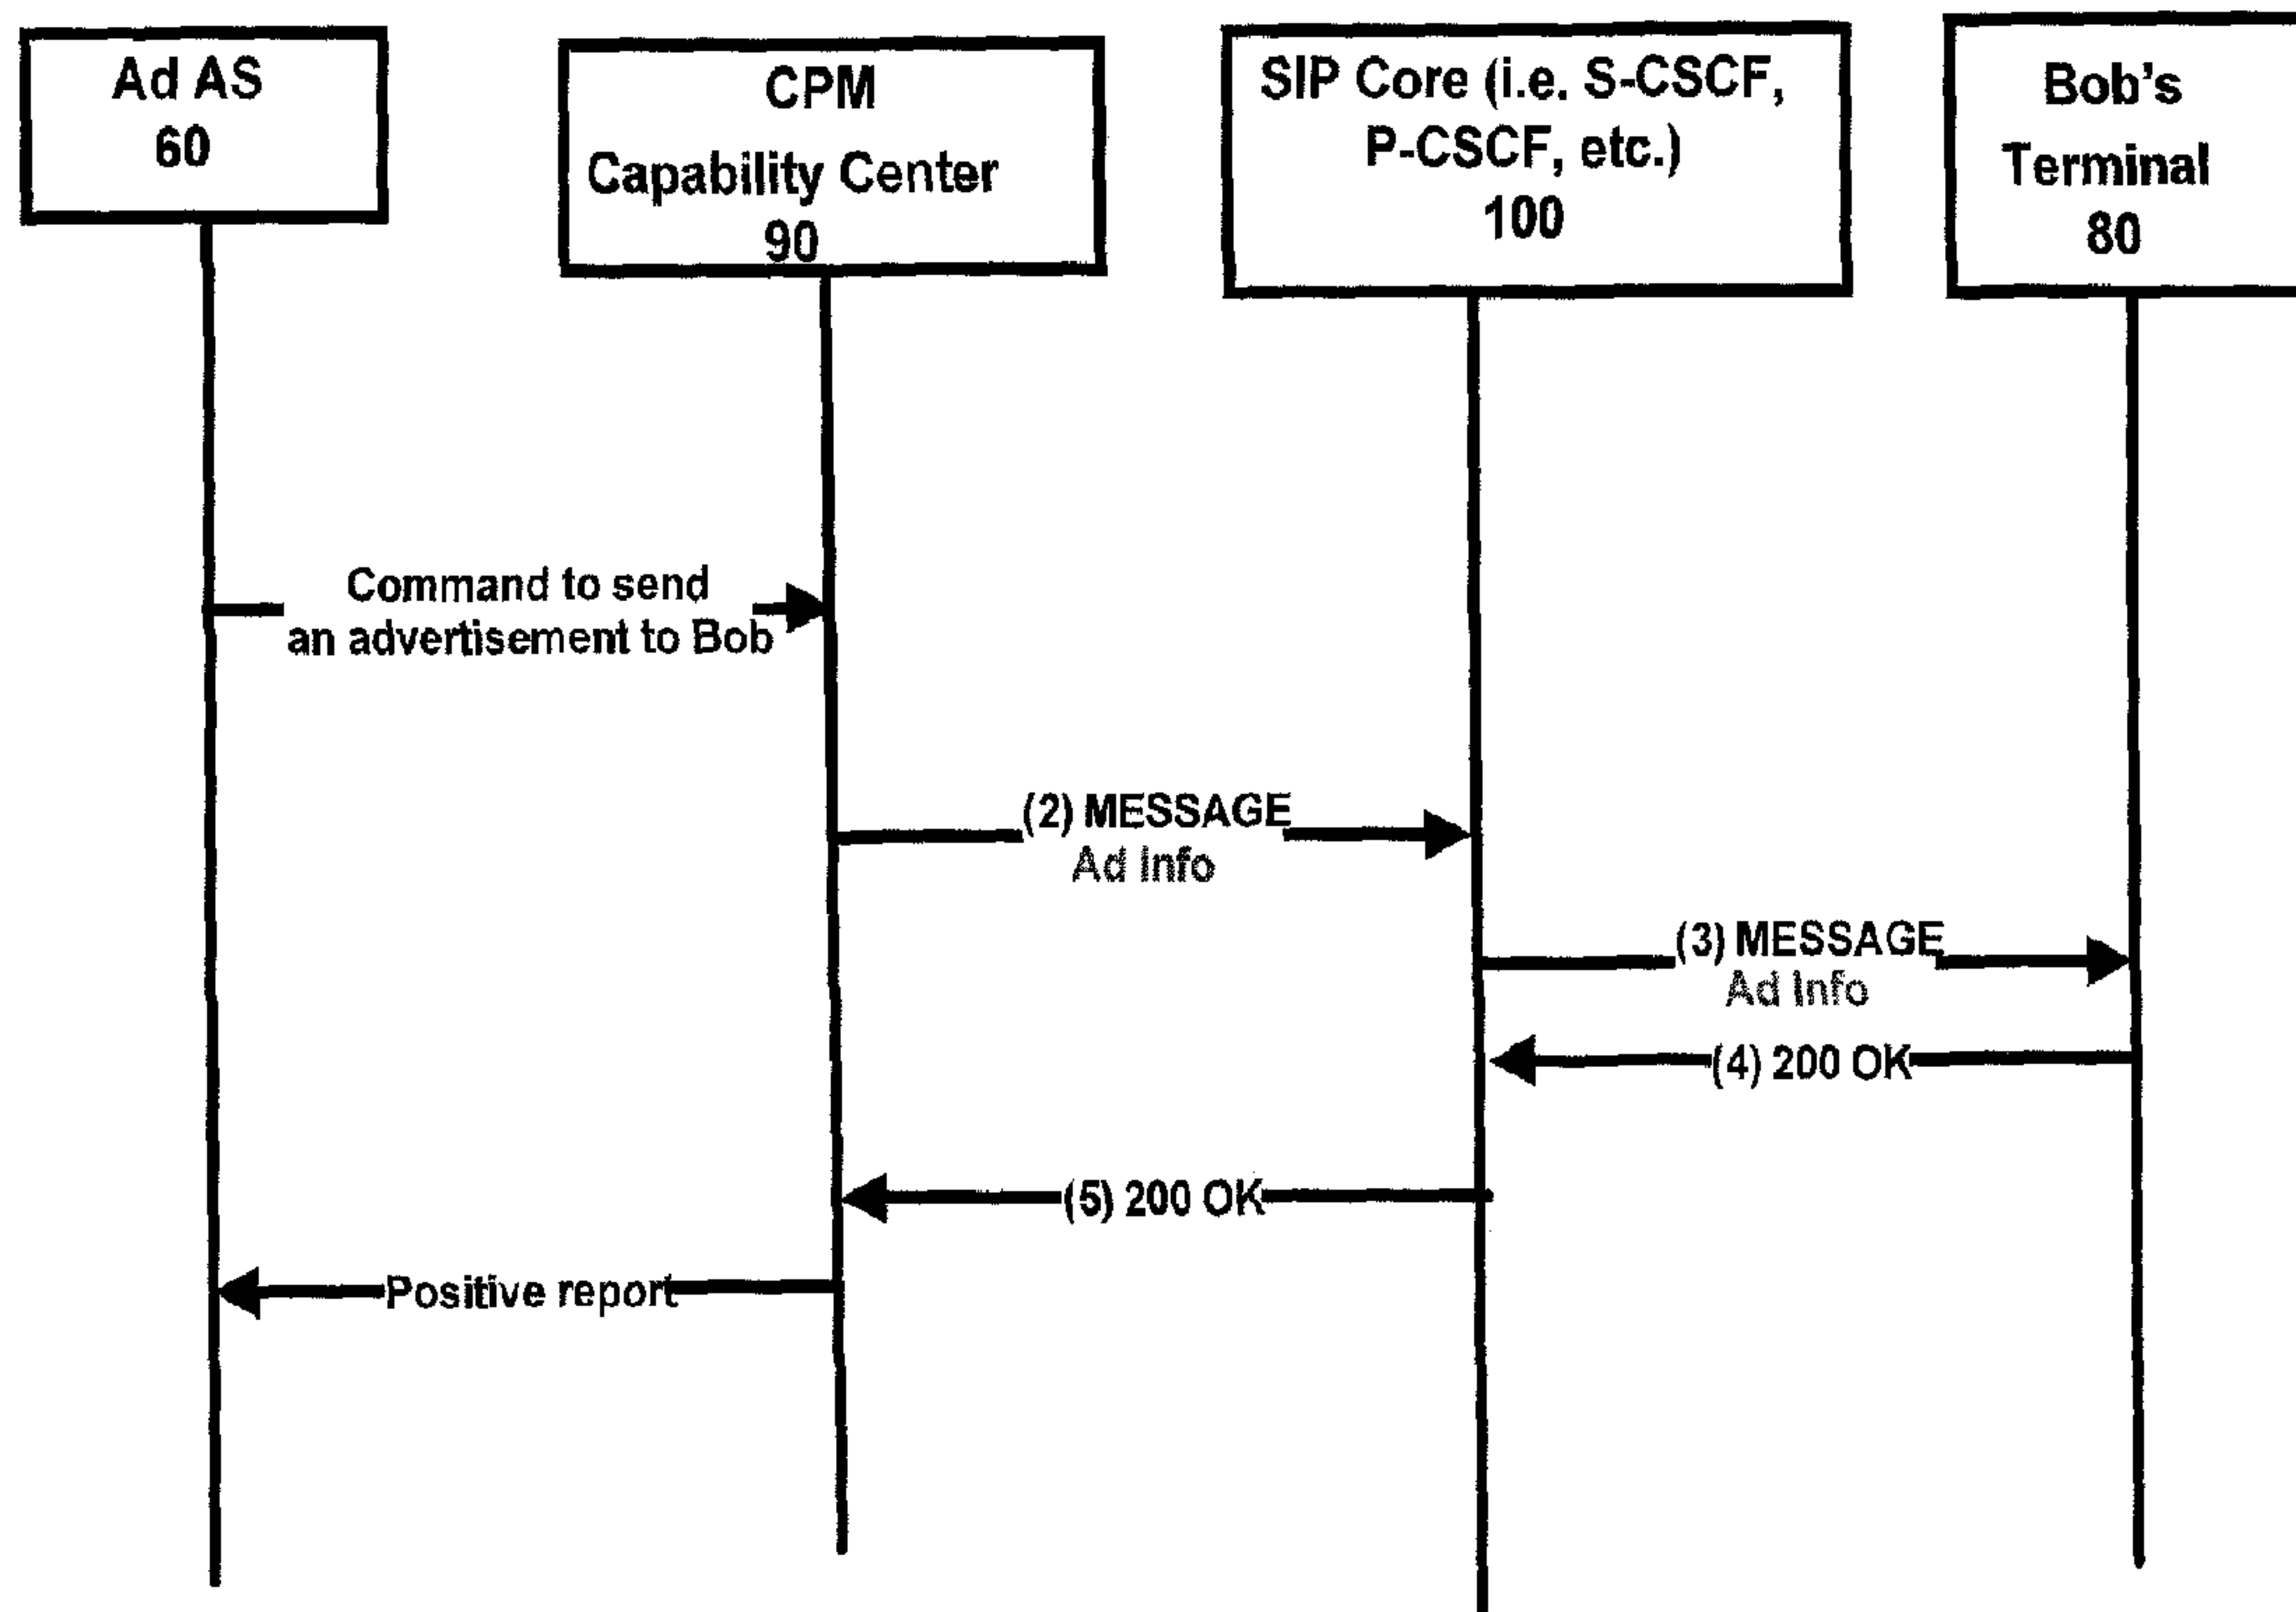 Ad AS
60
CPM
Capability Center
90
SIP Core (i.e. S-CSCF,
P-CSCF, etc.)
100
Bob's
Terminal
80
Command to send
an advertisement to Bob
(2) MESSAGE
Ad Info
(3) MESSAGE
Ad Info
(4) 200 OK
(5) 200 OK
Positive report